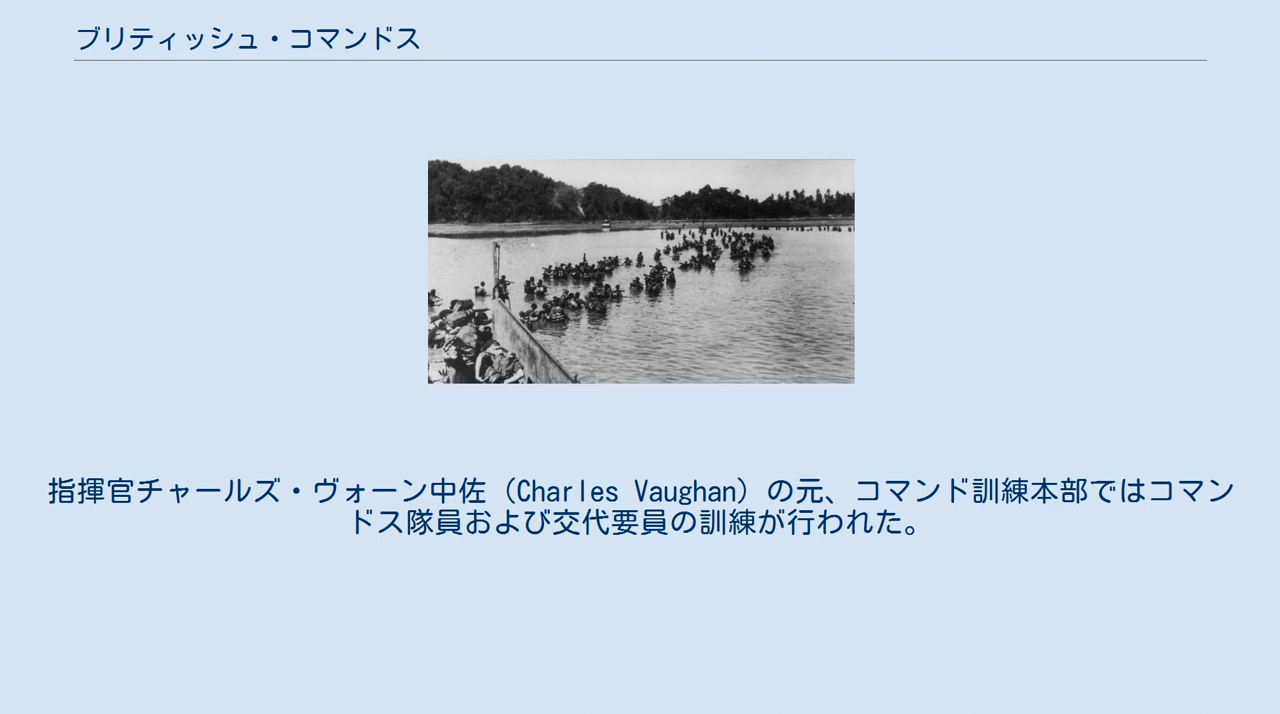 ブリティッシュ・コマンドス
指揮官チャールズ・ヴォーン中佐（Charles Vaughan）の元、コマンド訓練本部ではコマン
ドス隊員および交代要員の訓練が行われた。